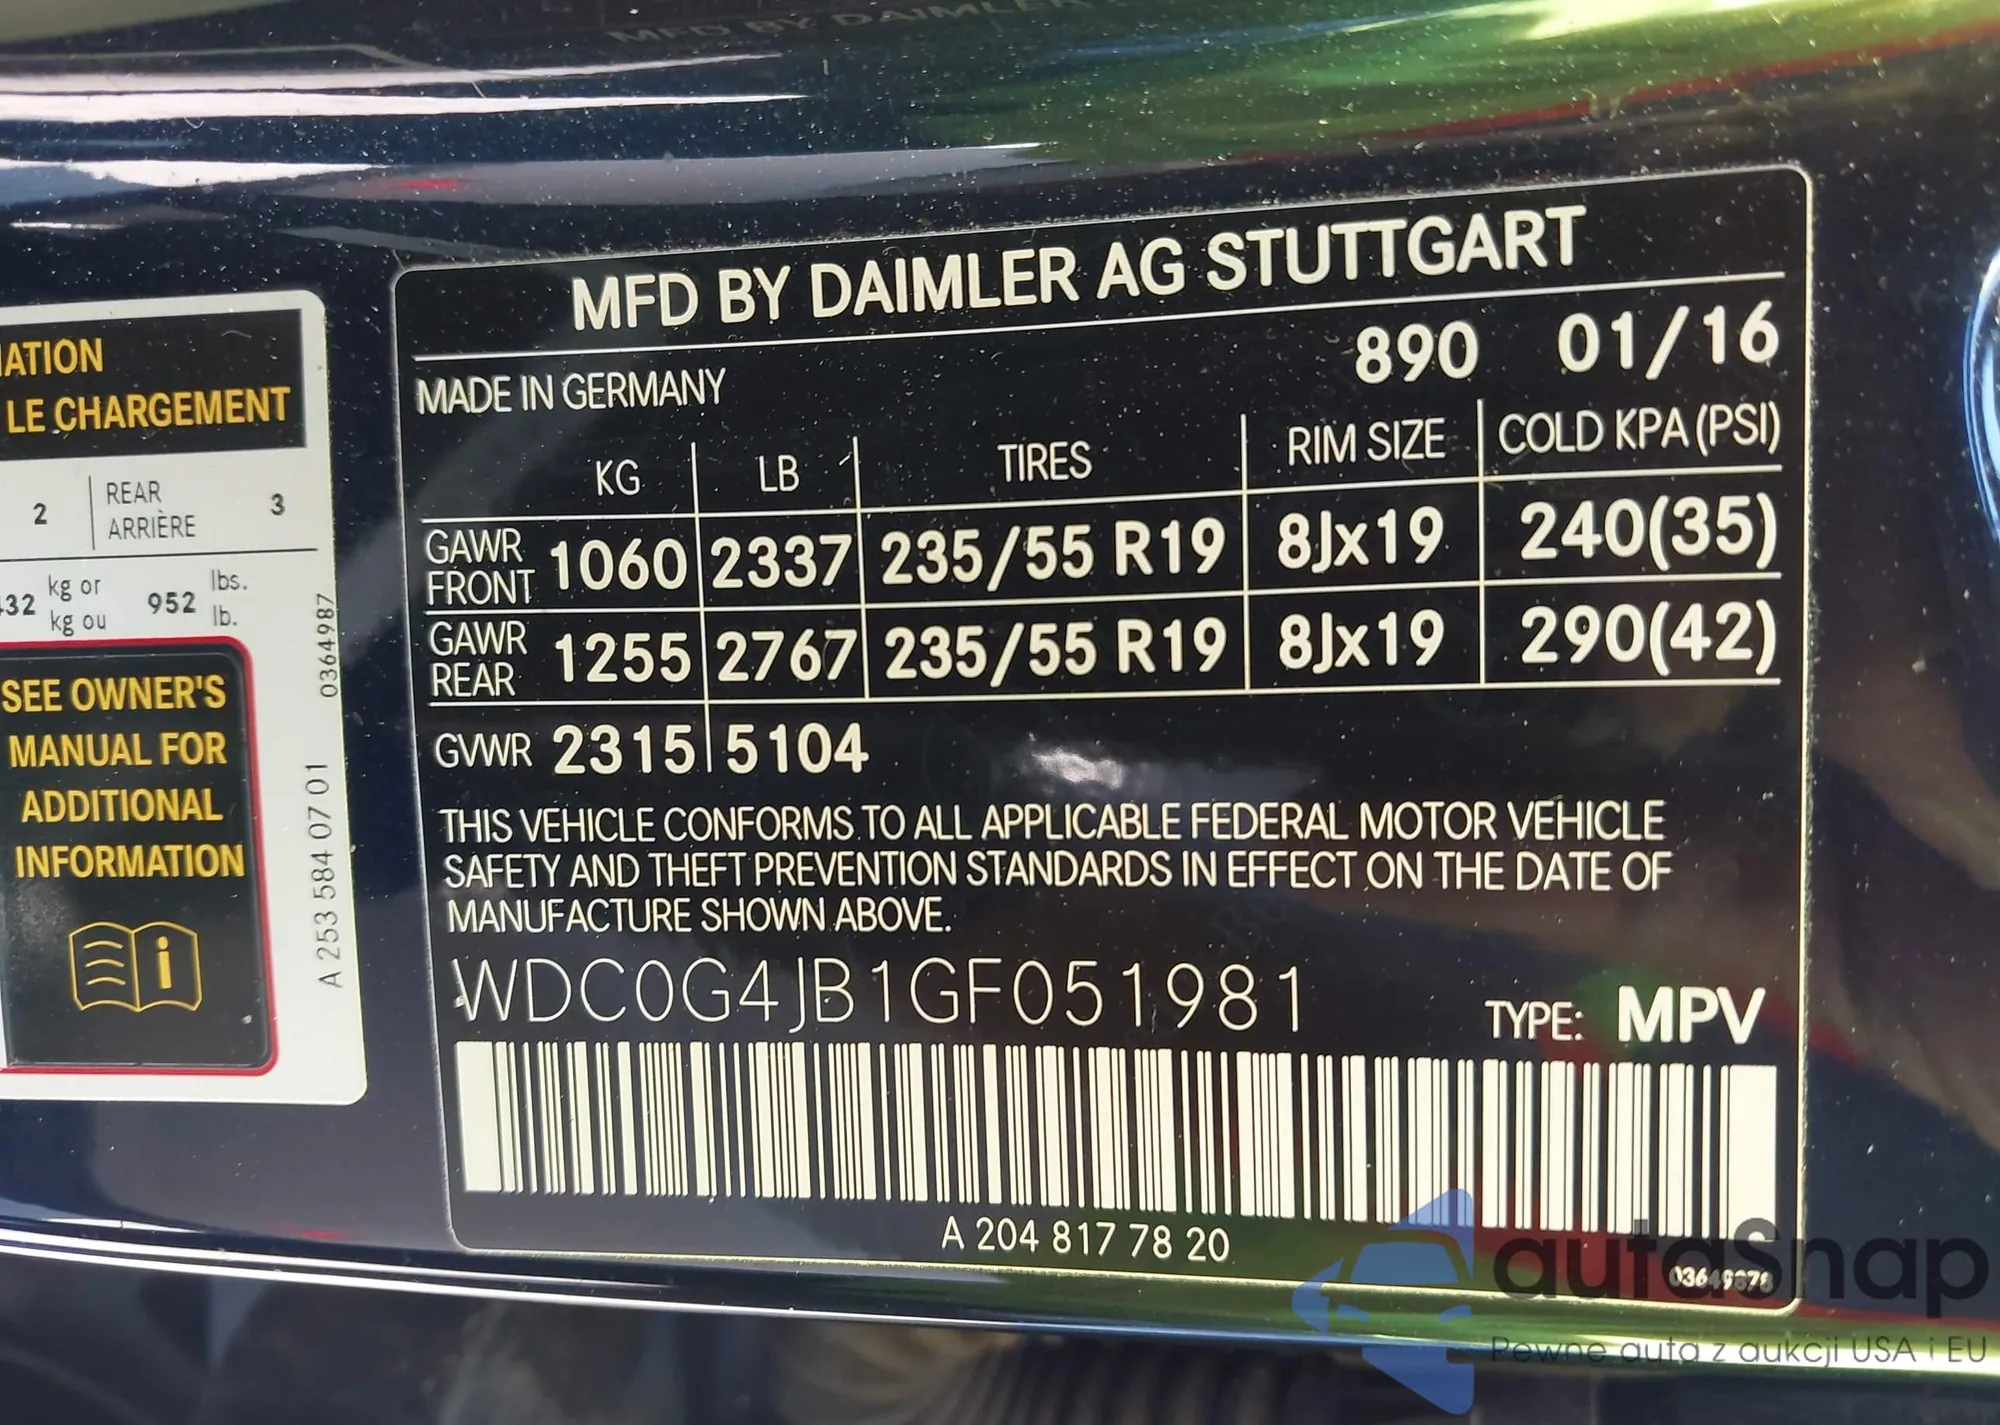 MFD BY DAIMLER
IATION
LE CHARGEMENT
2
REAR
ARRIÈRE
3
kg or
kg ou
952
lbs.
lb.
SEE OWNER'S
MANUAL FOR
ADDITIONAL
INFORMATION
i
A 253 584 07 01
0364987
MFD BY DAIMLER AG STUTTGART
890 01/16
MADE IN GERMANY
KG LB TIRES RIM SIZE COLD KPA (PSI)
GAWR FRONT 1060 2337 235/55 R19 8Jx19 240(35)
GAWR REAR 1255 2767 235/55 R19 8Jx19 290(42)
GVWR 2315 5104
THIS VEHICLE CONFORMS TO ALL APPLICABLE FEDERAL MOTOR VEHICLE
SAFETY AND THEFT PREVENTION STANDARDS IN EFFECT ON THE DATE OF
MANUFACTURE SHOWN ABOVE.
WDC0G4JB1GF051981
TYPE: MPV
A 204 817 78 20
autasnap
Pewne auta z aukcji USA i EU